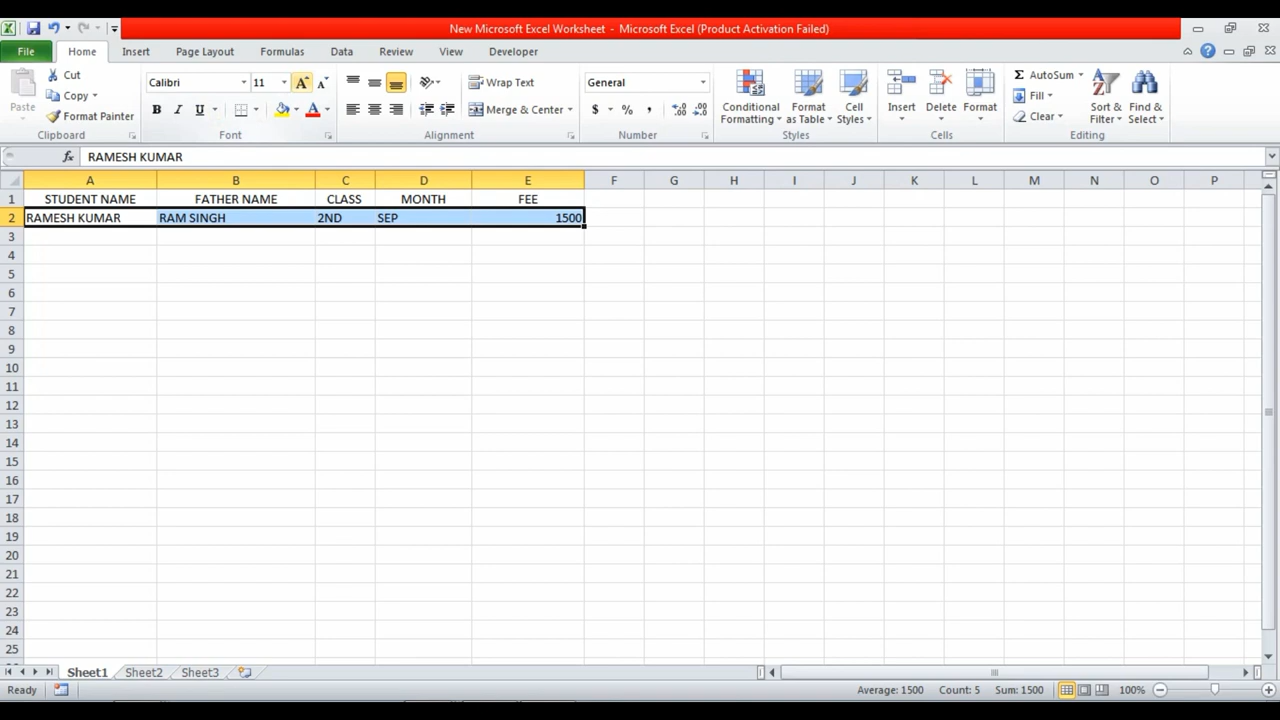 New Microsoft Excel Worksheet - Microsoft Excel (Product Activation Failed)
File Home Insert Page Layout Formulas Data Review View Developer
Paste Cut Copy Format Painter Clipboard
Calibri 11 B I U A Font
Wrap Text Merge & Center Alignment
General $ % , Number
Conditional Formatting Format as Table Cell Styles Styles
Insert Delete Format Cells
Σ AutoSum Fill Clear Sort & Filter Find & Select Editing
fx RAMESH KUMAR
A B C D E F G H I J K L M N O P
1 STUDENT NAME FATHER NAME CLASS MONTH FEE
2 RAMESH KUMAR RAM SINGH 2ND SEP 1500
3
4
5
6
7
8
9
10
11
12
13
14
15
16
17
18
19
20
21
22
23
24
25
Sheet1 Sheet2 Sheet3
Ready Average: 1500 Count: 5 Sum: 1500 100%